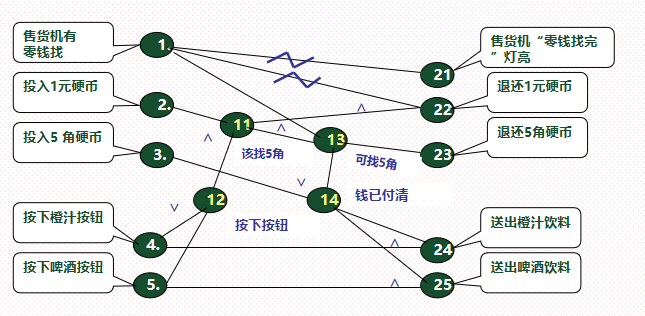 售货机有
零钱找
1.
售货机“零钱找完
”灯亮
21
投入1元硬币
2.
退还1元硬币
22
11
∧
∧
∧
13
投入5 角硬币
3.
该找5角
可找5角
退还5角硬币
23
∨
12
14
钱已付清
∨
按下橙汁按钮
按下按钮
送出橙汁饮料
4.
∧
24
按下啤酒按钮
5.
∧
25
送出啤酒饮料